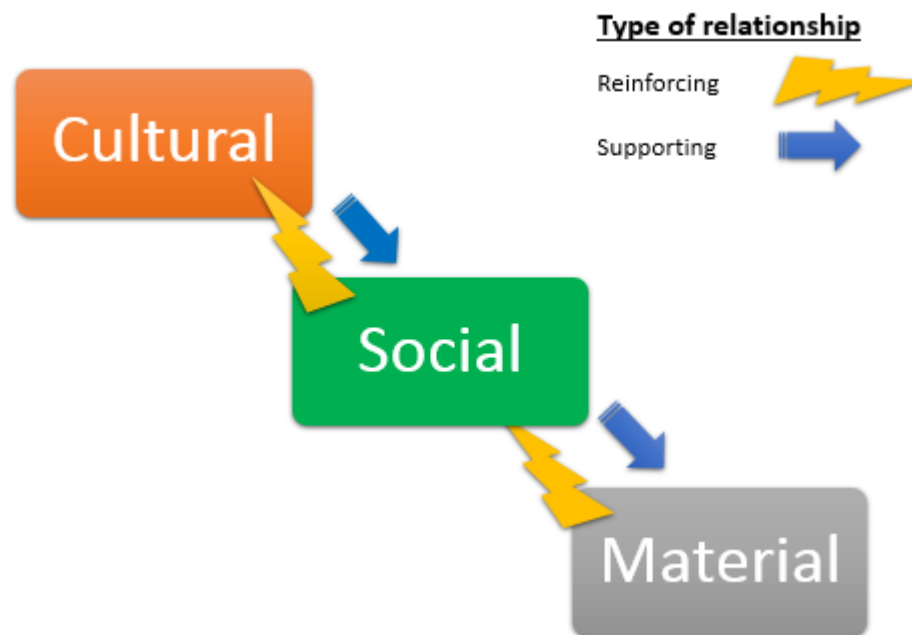 Type of relationship
Reinforcing
Supporting
Cultural
Social
Material